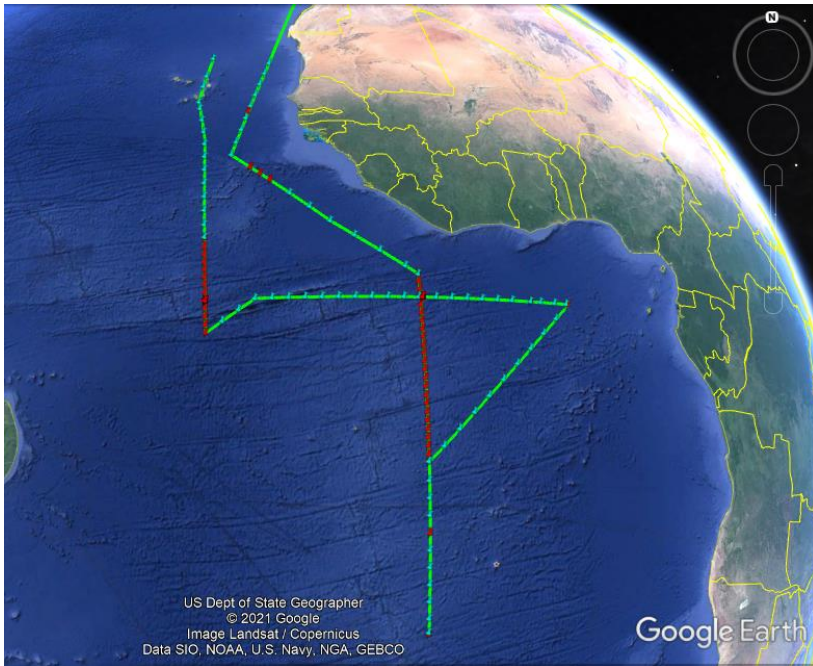 N
US Dept of State Geographer
© 2021 Google
Image Landsat / Copernicus
Data SIO, NOAA, U.S. Navy, NGA, GEBCO
Google Earth